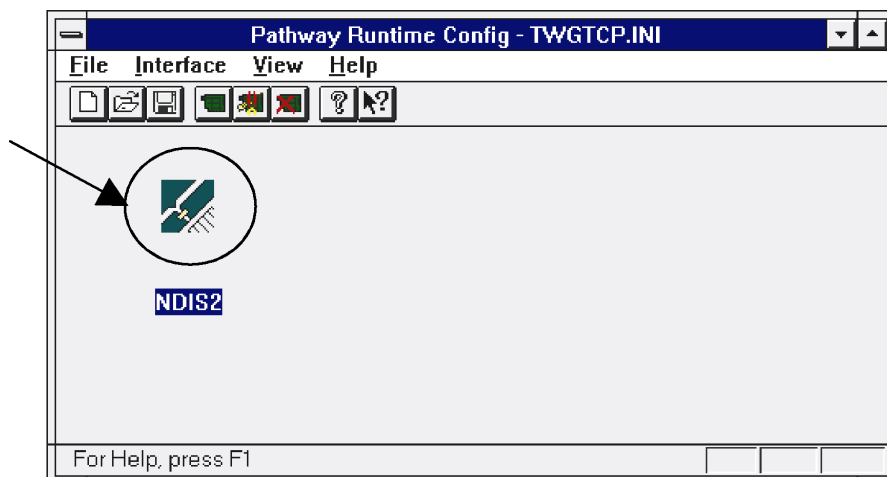 Pathway Runtime Config - TWGTCP.INI
File Interface View Help
NDIS2
For Help, press F1